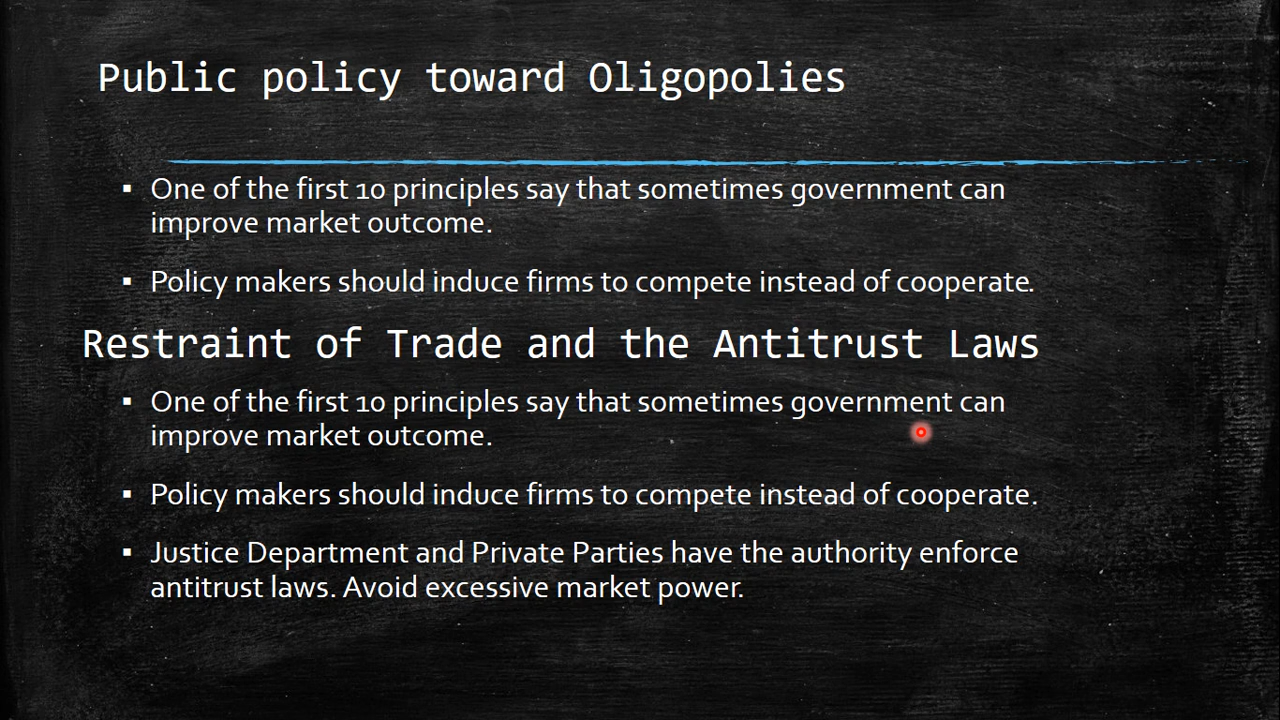 Public policy toward Oligopolies
▪ One of the first 10 principles say that sometimes government can
improve market outcome.
▪ Policy makers should induce firms to compete instead of cooperate.
Restraint of Trade and the Antitrust Laws
▪ One of the first 10 principles say that sometimes government can
improve market outcome.
▪ Policy makers should induce firms to compete instead of cooperate.
▪ Justice Department and Private Parties have the authority enforce
antitrust laws. Avoid excessive market power.